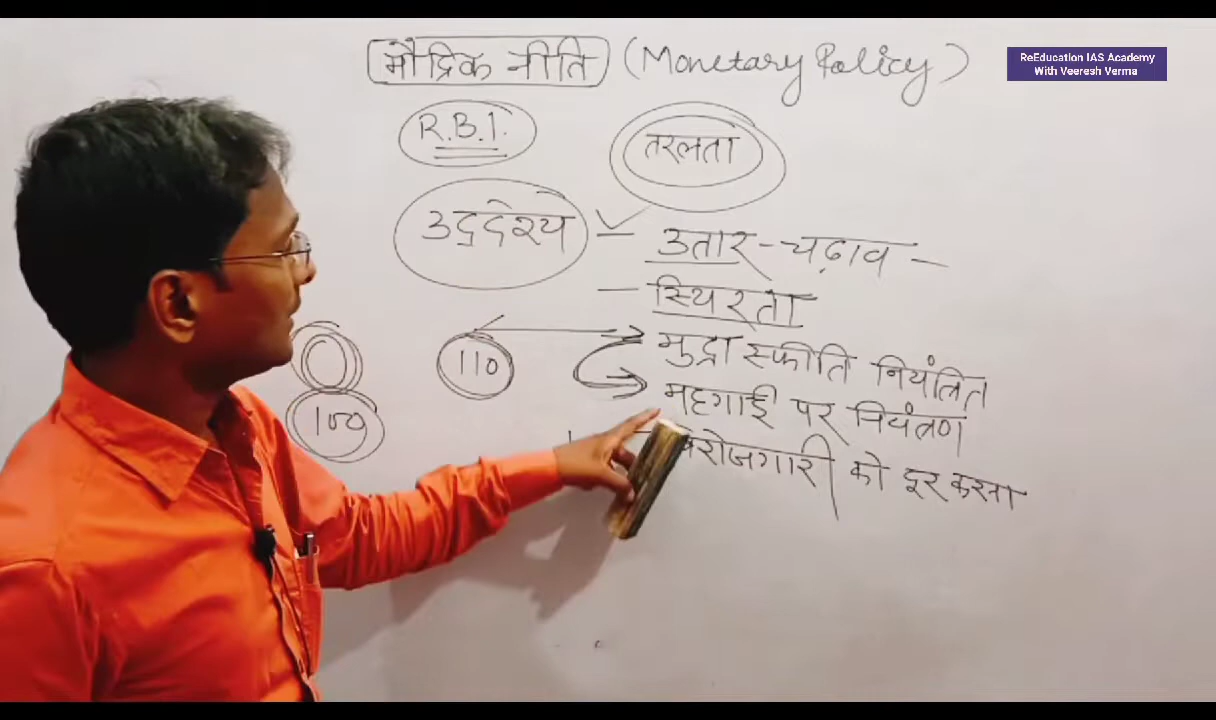 मौद्रिक नीति (Monetary Policy)
ReEducation IAS Academy
With Veeresh Verma
R.B.I.
तरलता
उद्देश्य
- उतार-चढ़ाव -
- स्थिरता
मुद्रा स्फीति नियंत्रित
महगाई पर नियंत्रण
बेरोजगारी को दूर करना
110
100